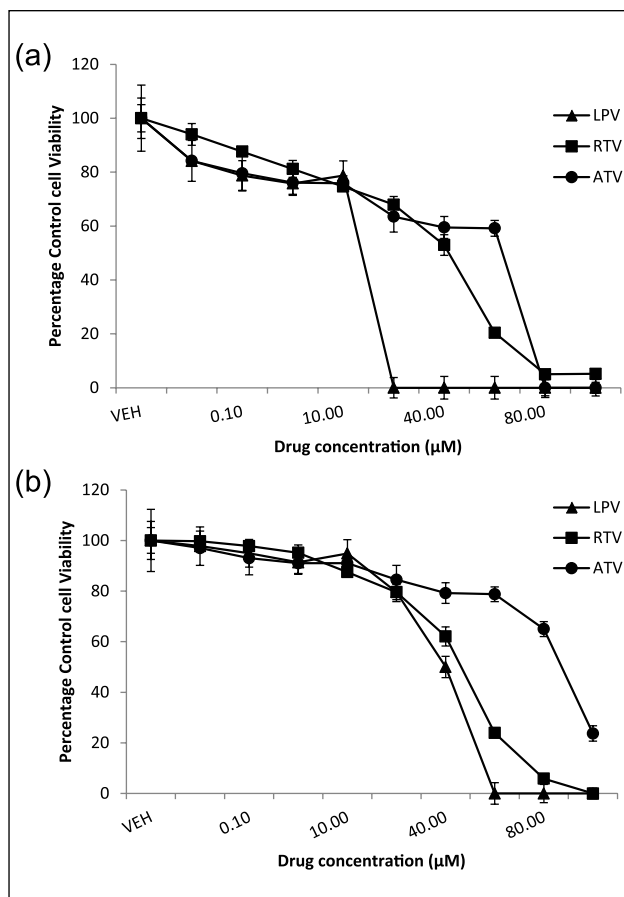 (a)
120
100
80
60
40
20
0
Percentage Control cell Viability
LPV
RTV
ATV
VEH
0.10
10.00
40.00
80.00
Drug concentration (µM)
(b)
120
100
80
60
40
20
0
Percentage Control cell Viability
LPV
RTV
ATV
VEH
0.10
10.00
40.00
80.00
Drug concentration (µM)